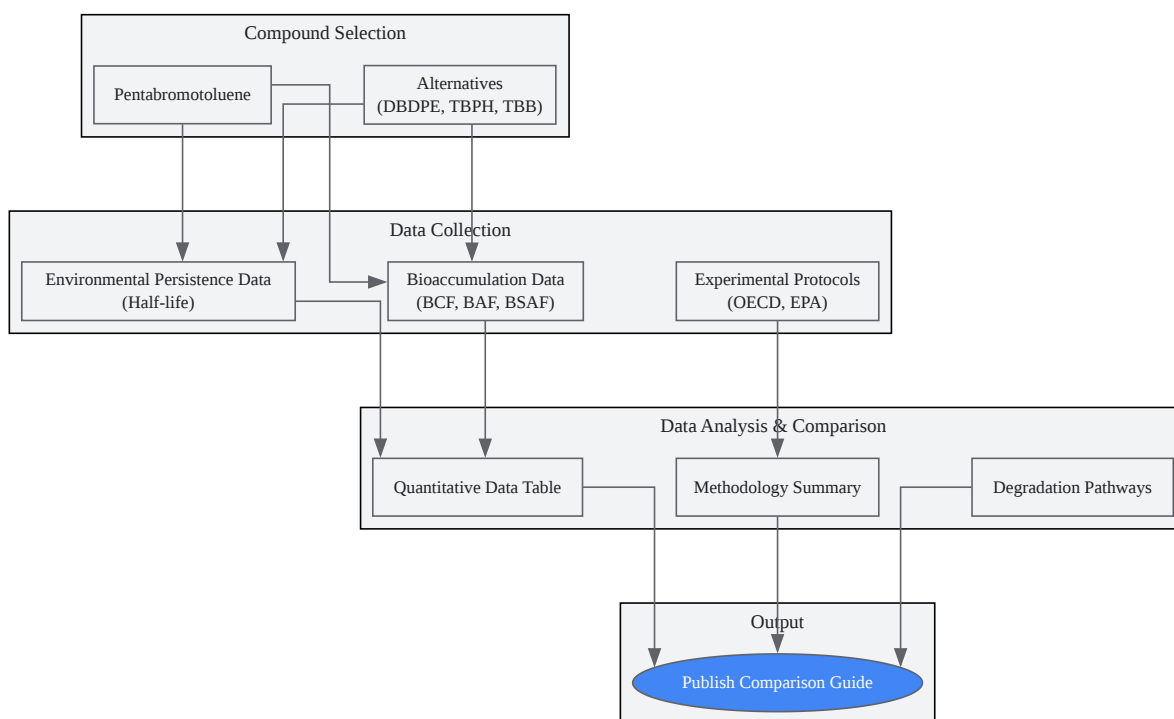 Compound Selection
Pentabromotoluene
Alternatives
(DBDPE, TBPH, TBB)
Data Collection
Environmental Persistence Data
(Half-life)
Bioaccumulation Data
(BCF, BAF, BSAF)
Experimental Protocols
(OECD, EPA)
Data Analysis & Comparison
Quantitative Data Table
Methodology Summary
Degradation Pathways
Output
Publish Comparison Guide